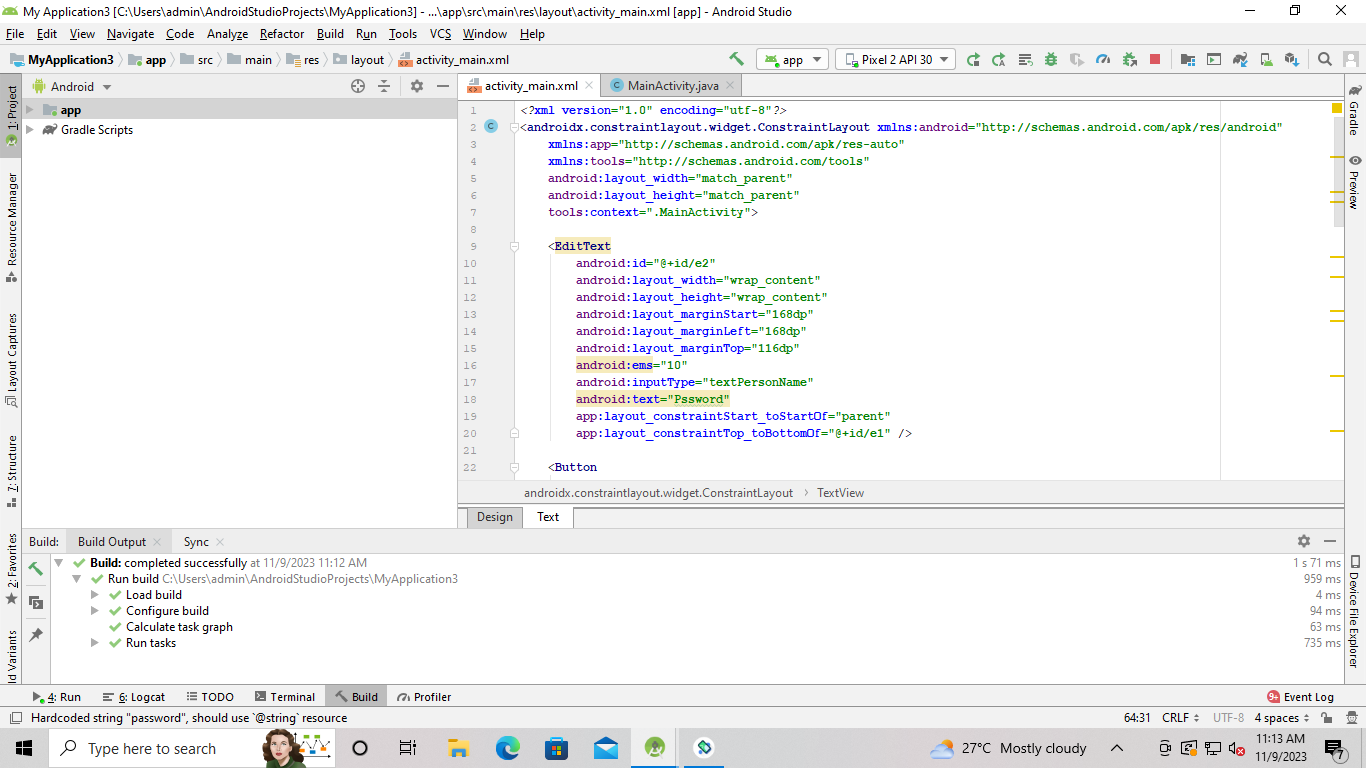 My Application3 [C:\Users\admin\AndroidStudioProjects\MyApplication3] - ...\app\src\main\res\layout\activity_main.xml [app] - Android Studio
File Edit View Navigate Code Analyze Refactor Build Run Tools VCS Window Help
MyApplication3 app src main res layout activity_main.xml app Pixel 2 API 30
Android activity_main.xml MainActivity.java
app
Gradle Scripts
1: Project
Resource Manager
Layout Captures
7: Structure
2: Favorites
ld Variants
1 <?xml version="1.0" encoding="utf-8"?>
2 <androidx.constraintlayout.widget.ConstraintLayout xmlns:android="http://schemas.android.com/apk/res/android"
3 xmlns:app="http://schemas.android.com/apk/res-auto"
4 xmlns:tools="http://schemas.android.com/tools"
5 android:layout_width="match_parent"
6 android:layout_height="match_parent"
7 tools:context=".MainActivity">
8
9 <EditText
10 android:id="@+id/e2"
11 android:layout_width="wrap_content"
12 android:layout_height="wrap_content"
13 android:layout_marginStart="168dp"
14 android:layout_marginLeft="168dp"
15 android:layout_marginTop="116dp"
16 android:ems="10"
17 android:inputType="textPersonName"
18 android:text="Pssword"
19 app:layout_constraintStart_toStartOf="parent"
20 app:layout_constraintTop_toBottomOf="@+id/e1" />
21
22 <Button
androidx.constraintlayout.widget.ConstraintLayout › TextView
Design Text
Gradle
Preview
Device File Explorer
Build: Build Output Sync
Build: completed successfully at 11/9/2023 11:12 AM 1 s 71 ms
Run build C:\Users\admin\AndroidStudioProjects\MyApplication3 959 ms
Load build 4 ms
Configure build 94 ms
Calculate task graph 63 ms
Run tasks 735 ms
4: Run 6: Logcat TODO Terminal Build Profiler 9+ Event Log
Hardcoded string "password", should use `@string` resource 64:31 CRLF UTF-8 4 spaces
Type here to search 27°C Mostly cloudy 11:13 AM
11/9/2023 7